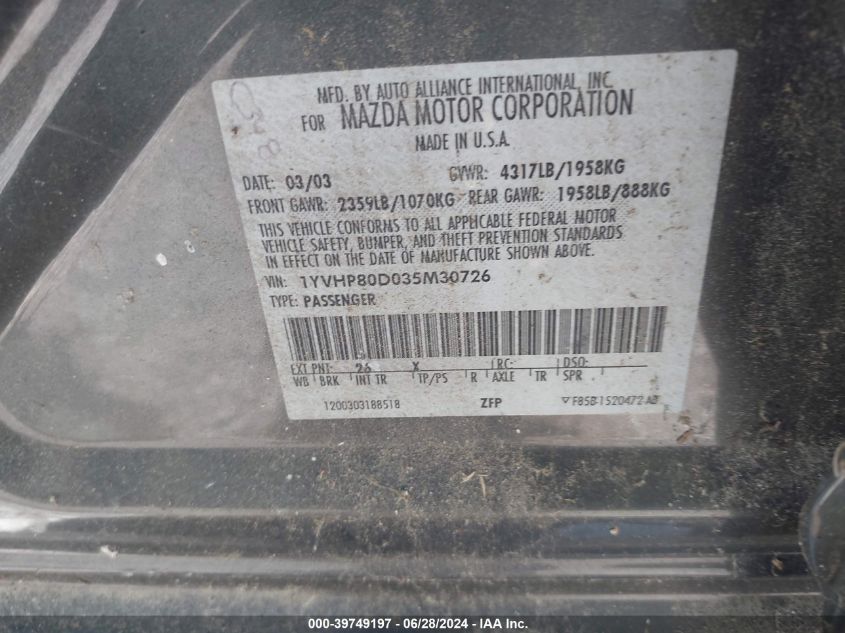 MFD. BY AUTO ALLIANCE INTERNATIONAL, INC.
FOR MAZDA MOTOR CORPORATION
MADE IN U.S.A.
DATE: 03/03 GVWR: 4317LB/1958KG
FRONT GAWR: 2359LB/1070KG REAR GAWR: 1958LB/888KG
THIS VEHICLE CONFORMS TO ALL APPLICABLE FEDERAL MOTOR
VEHICLE SAFETY, BUMPER, AND THEFT PREVENTION STANDARDS
IN EFFECT ON THE DATE OF MANUFACTURE SHOWN ABOVE.
VIN: 1YVHP80D035M30726
TYPE: PASSENGER
EXT PNT: 26 X RC: DSO:
WB BRK INT TR TP/PS R AXLE TR SPR
1200303188518 ZFP F85B-1520472-AB
000-39749197 - 06/28/2024 - IAA Inc.